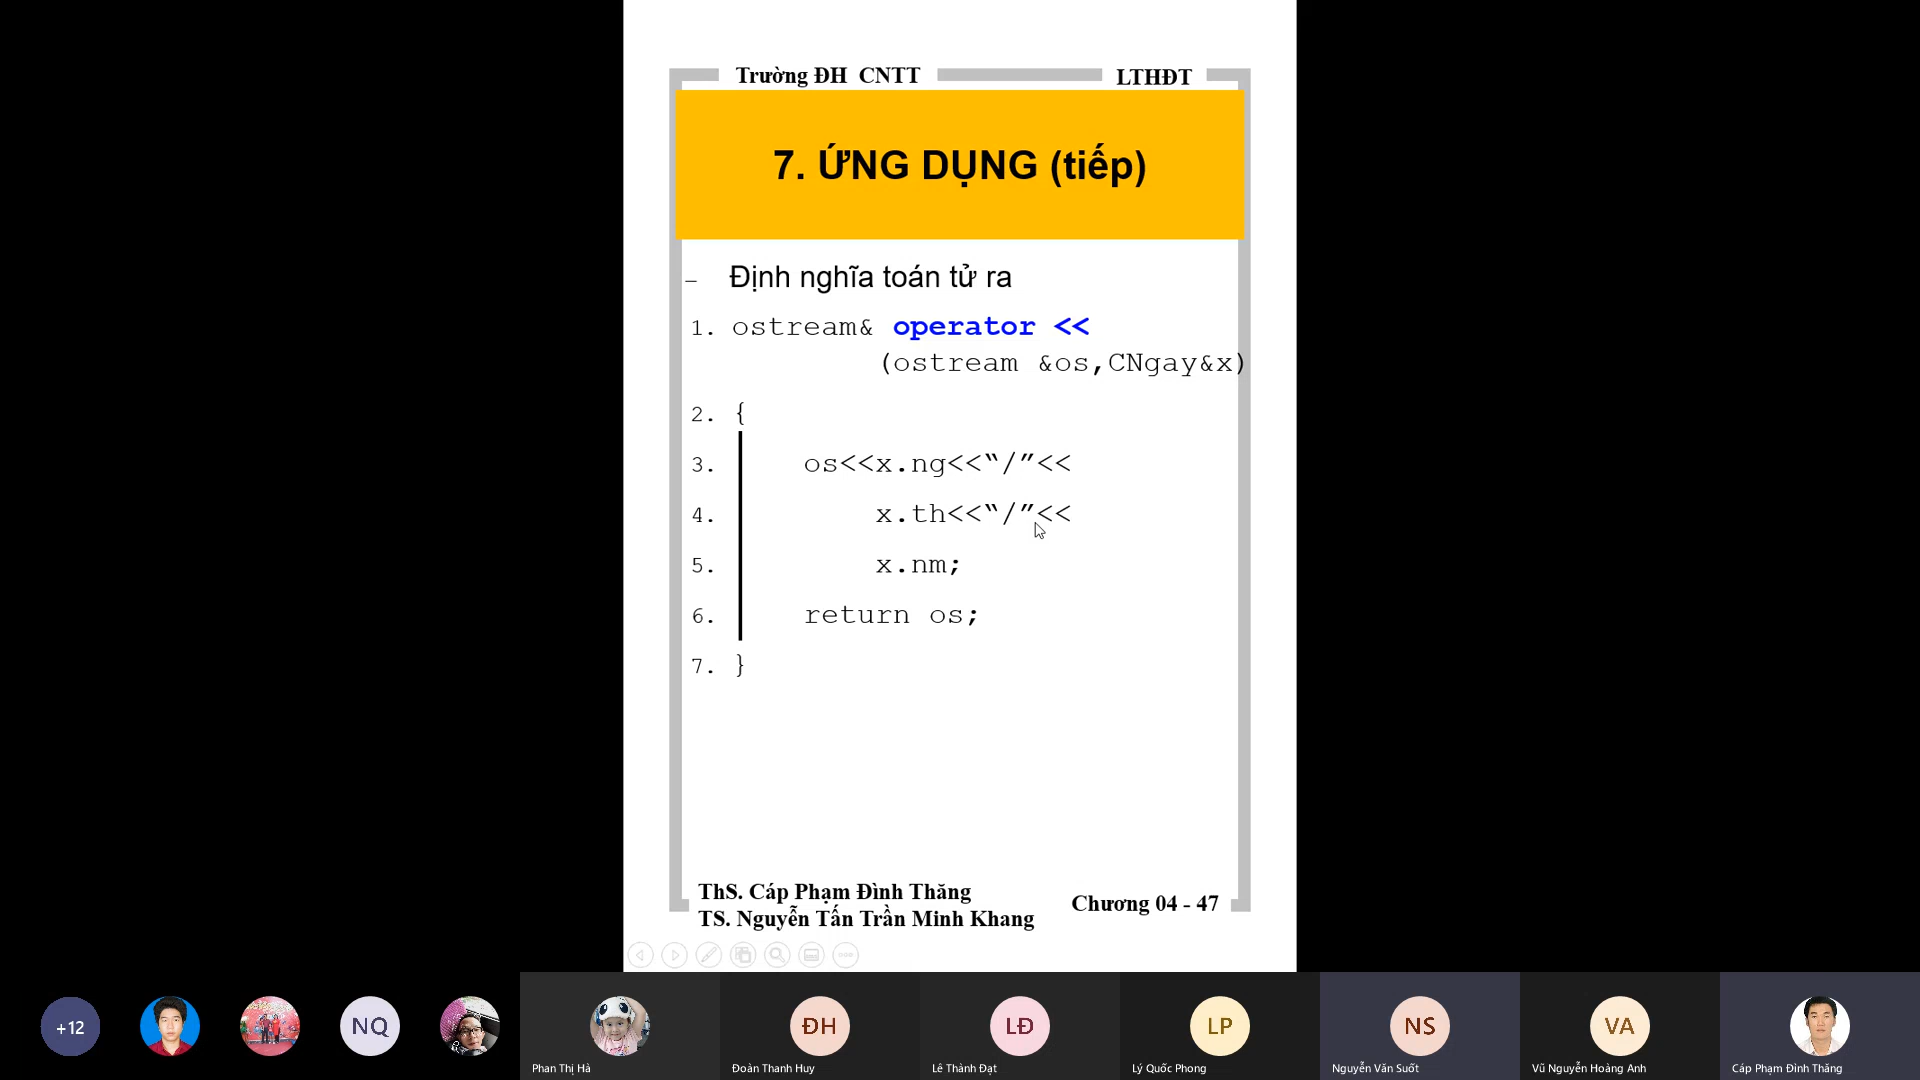 Trường ĐH CNTT LTHĐT
7. ỨNG DỤNG (tiếp)
– Định nghĩa toán tử ra
1. ostream& operator <<
(ostream &os,CNgay&x)
2. {
3. os<<x.ng<<“/”<<
4. x.th<<“/”<<
5. x.nm;
6. return os;
7. }
ThS. Cáp Phạm Đình Thăng
TS. Nguyễn Tấn Trần Minh Khang
Chương 04 - 47
+12 NQ ĐH LĐ LP NS VA
Phan Thị Hà Đoàn Thanh Huy Lê Thành Đạt Lý Quốc Phong Nguyễn Văn Suốt Vũ Nguyễn Hoàng Anh Cáp Phạm Đình Thăng